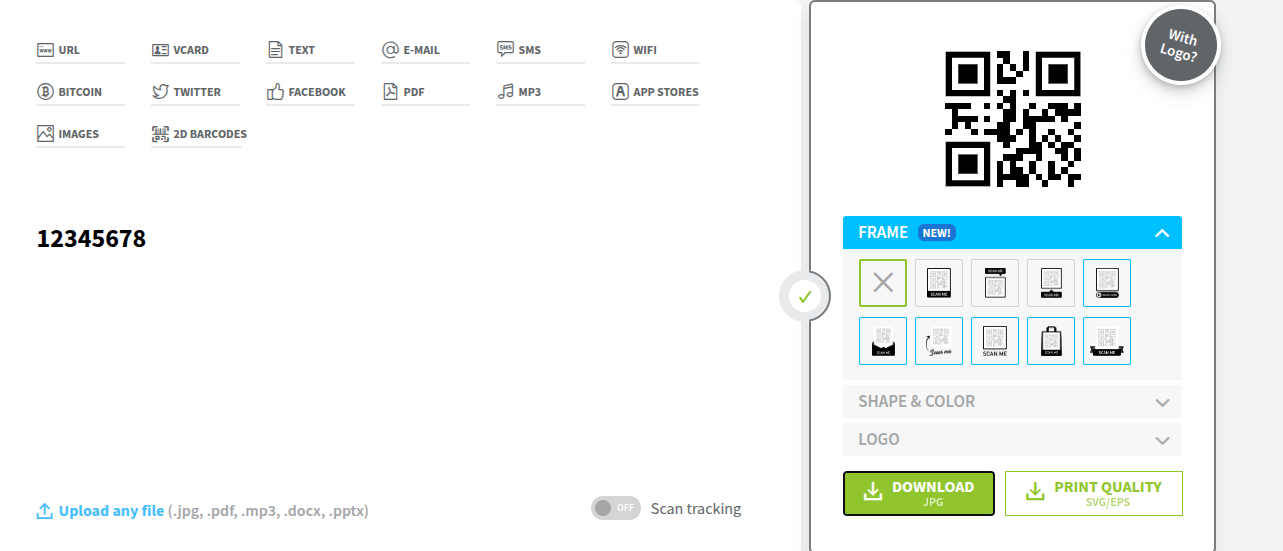 URL VCARD TEXT E-MAIL SMS WIFI
BITCOIN TWITTER FACEBOOK PDF MP3 APP STORES
IMAGES 2D BARCODES
12345678
Upload any file (.jpg, .pdf, .mp3, .docx, .pptx)
OFF Scan tracking
With
Logo?
FRAME NEW!
SCAN ME SCAN ME SCAN ME
SCAN ME Scan me SCAN ME SCAN ME SCAN ME
SHAPE & COLOR
LOGO
DOWNLOAD
JPG
PRINT QUALITY
SVG/EPS